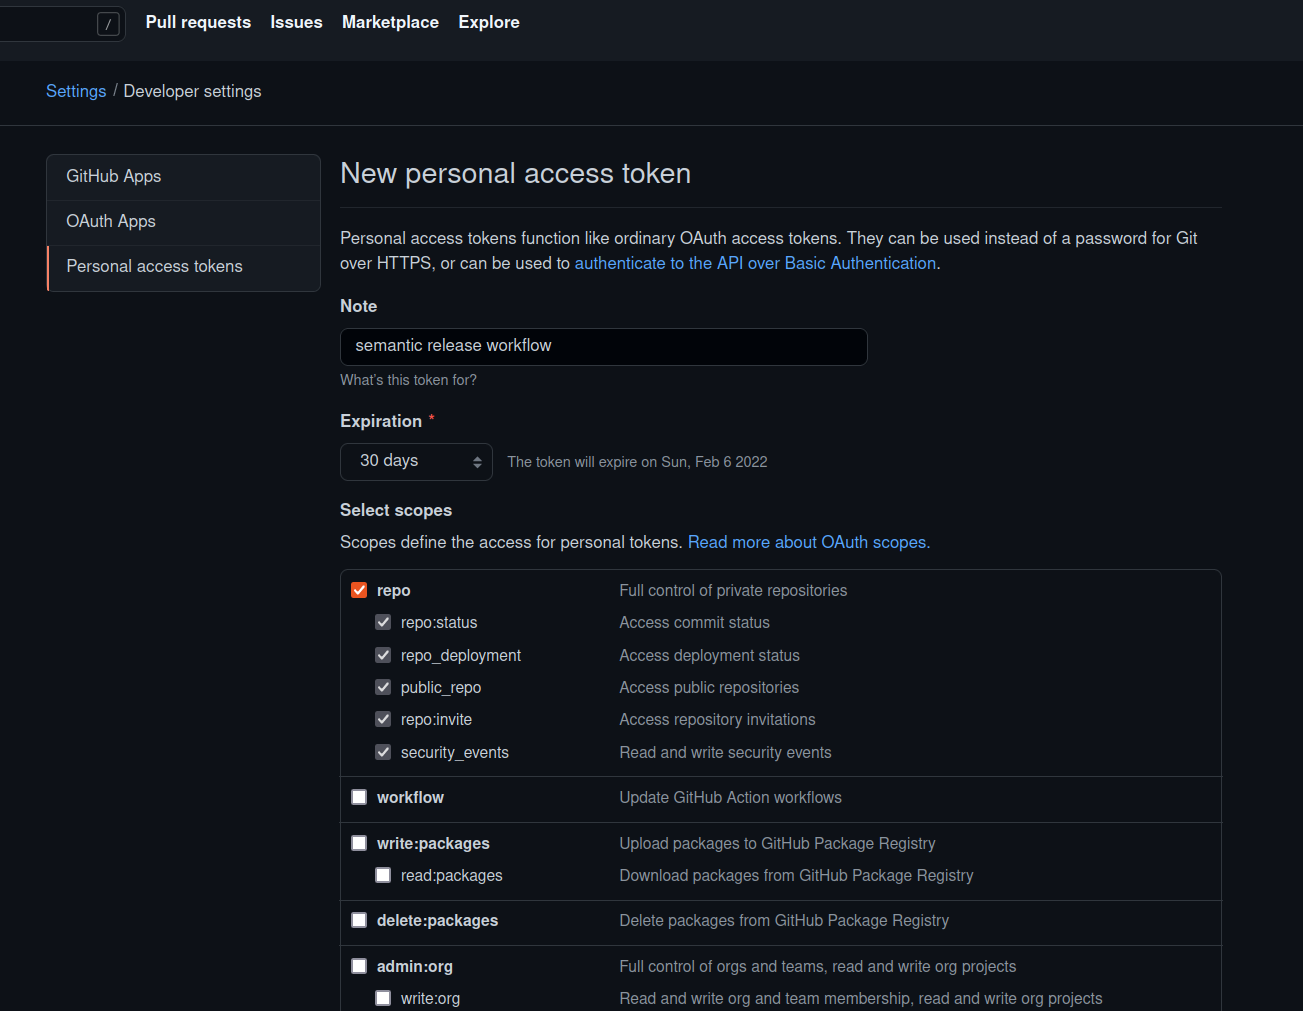 / Pull requests Issues Marketplace Explore
Settings / Developer settings
GitHub Apps
OAuth Apps
Personal access tokens
New personal access token
Personal access tokens function like ordinary OAuth access tokens. They can be used instead of a password for Git
over HTTPS, or can be used to authenticate to the API over Basic Authentication.
Note
semantic release workflow
What's this token for?
Expiration *
30 days The token will expire on Sun, Feb 6 2022
Select scopes
Scopes define the access for personal tokens. Read more about OAuth scopes.
repo Full control of private repositories
repo:status Access commit status
repo_deployment Access deployment status
public_repo Access public repositories
repo:invite Access repository invitations
security_events Read and write security events
workflow Update GitHub Action workflows
write:packages Upload packages to GitHub Package Registry
read:packages Download packages from GitHub Package Registry
delete:packages Delete packages from GitHub Package Registry
admin:org Full control of orgs and teams, read and write org projects
write:org Read and write org and team membership, read and write org projects